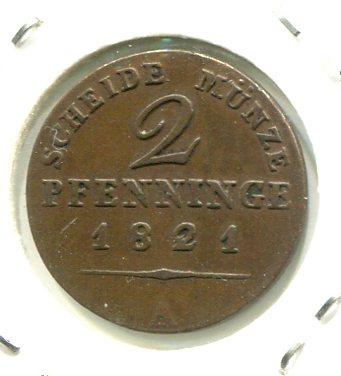 SCHEIDE MÜNZE
2
PFENNINGE
1821
A